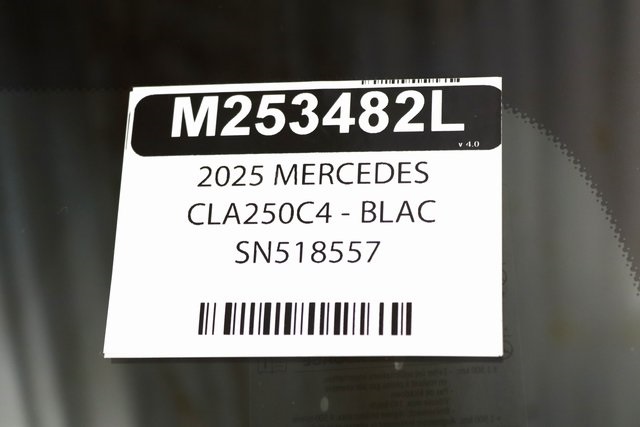 M253482L
v 4.0
2025 MERCEDES
CLA250C4 - BLAC
SN518557